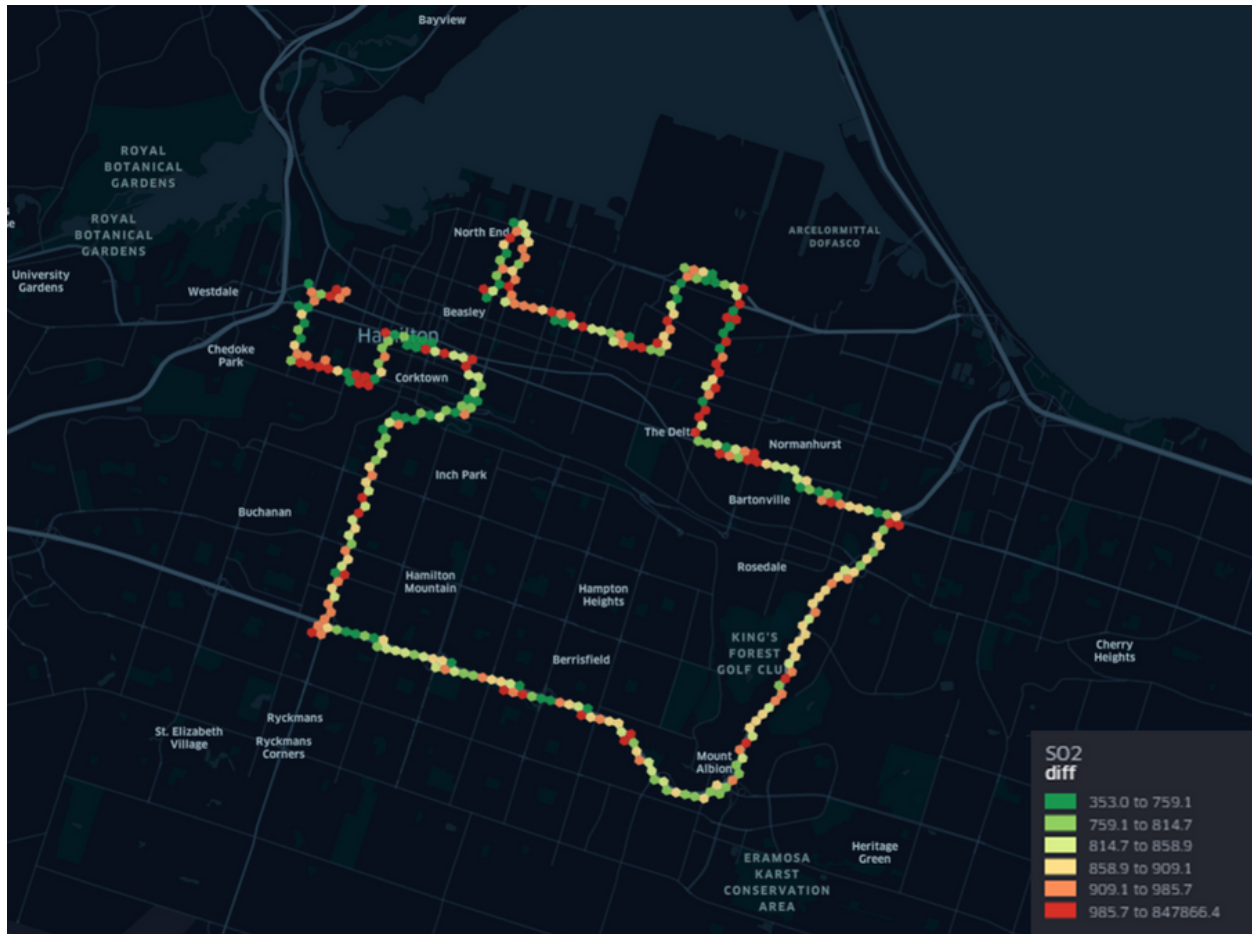 Bayview
ROYAL
BOTANICAL
GARDENS
ROYAL
BOTANICAL
GARDENS
North End
ARCELORMITTAL
DOFASCO
University
Gardens
Westdale
Beasley
Hamilton
Chedoke
Park
Corktown
The Delt
Normanhurst
Inch Park
Bartonville
Buchanan
Rosedale
Hamilton
Mountain
Hampton
Heights
KING'S
FOREST
GOLF CLU
Cherry
Heights
Berrisfield
Ryckmans
St. Elizabeth
Village
Ryckmans
Corners
Mount
Albion
SO2
diff
353.0 to 759.1
759.1 to 814.7
814.7 to 858.9
858.9 to 909.1
909.1 to 985.7
985.7 to 847866.4
Heritage
Green
ERAMOSA
KARST
CONSERVATION
AREA